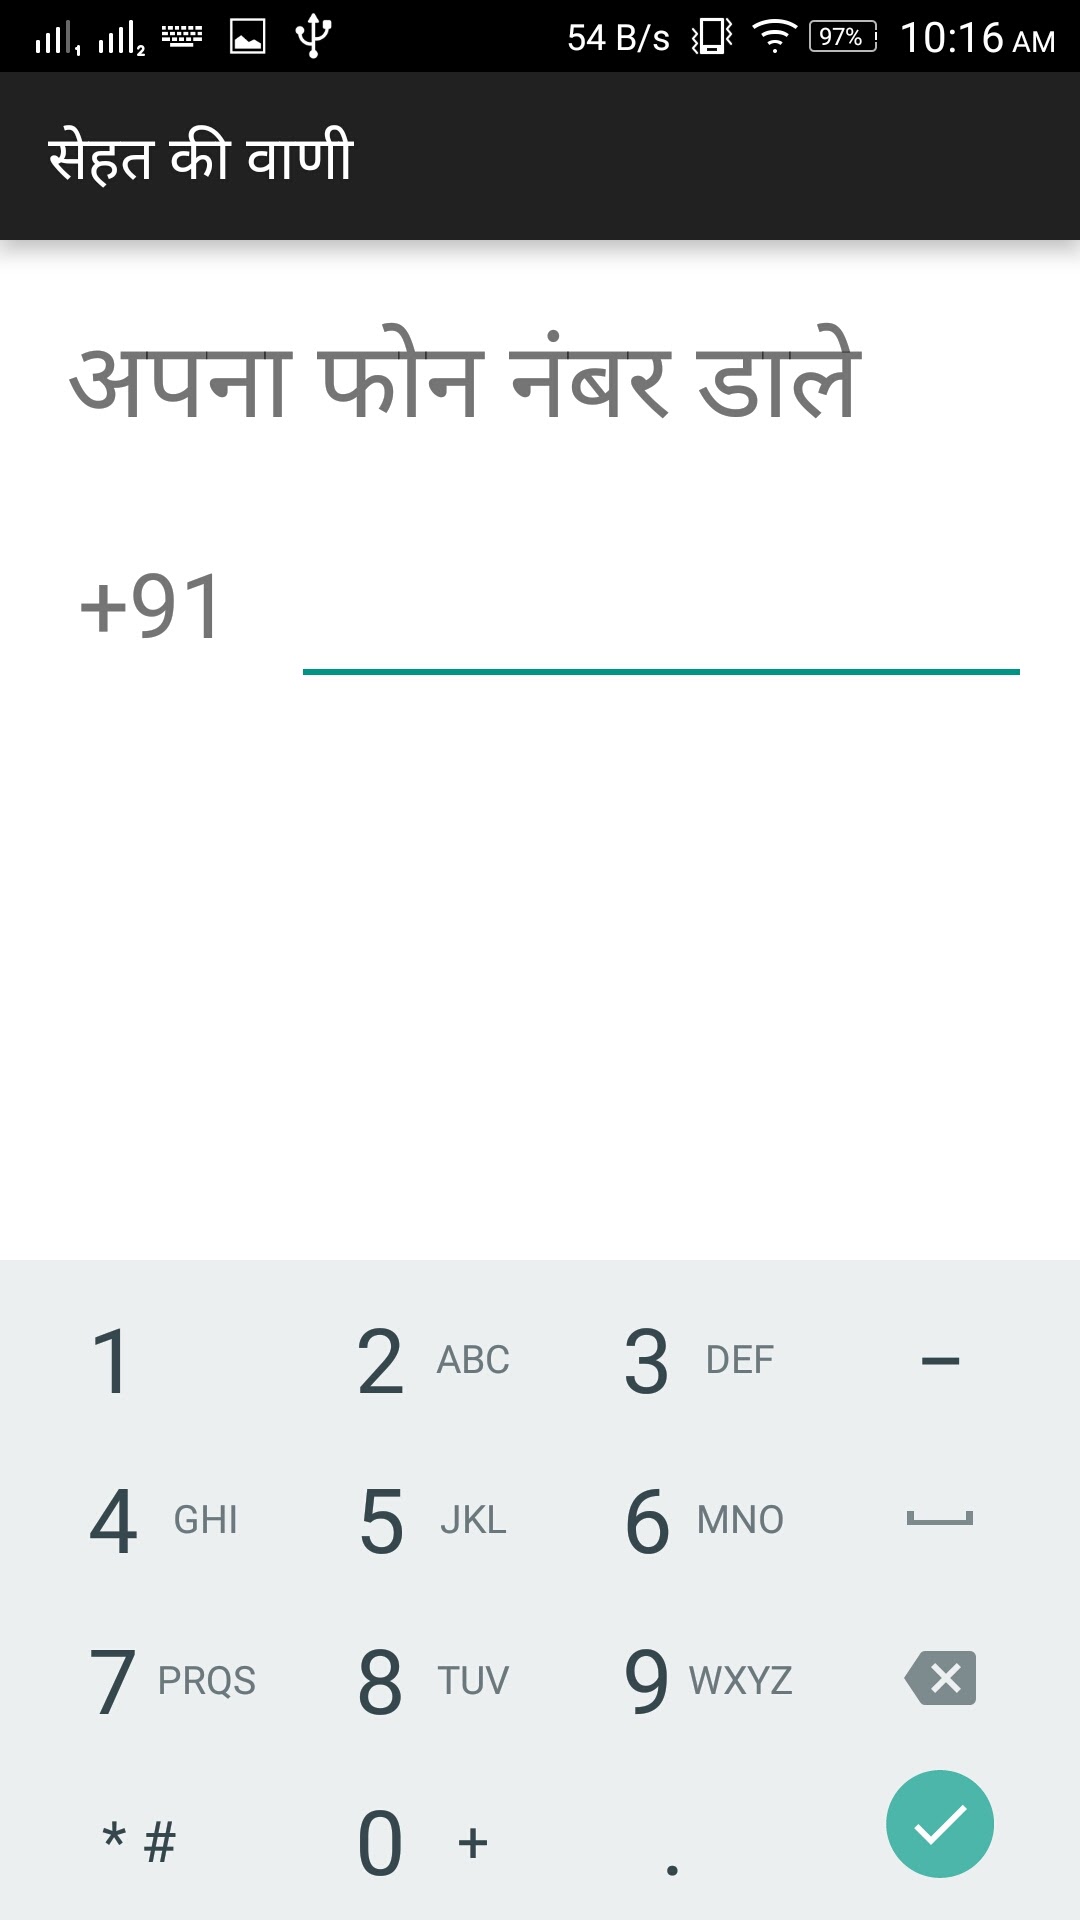 54 B/s 97% 10:16 AM
सेहत की वाणी
अपना फोन नंबर डाले
+91
1 2 ABC 3 DEF –
4 GHI 5 JKL 6 MNO
7 PRQS 8 TUV 9 WXYZ
* # 0 + .